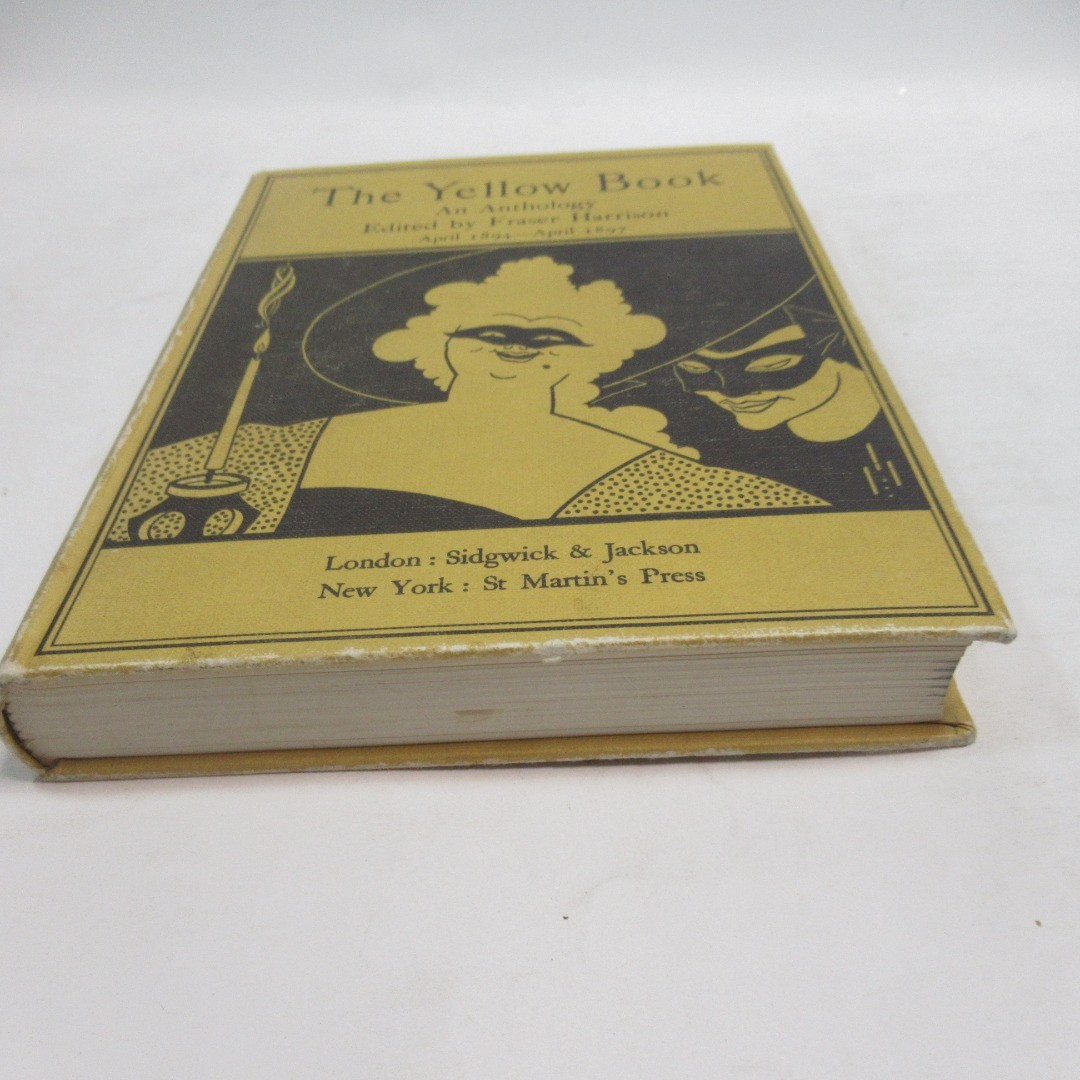 The Yellow Book
An Anthology
Edited by Fraser Harrison
April 1894—April 1897
London : Sidgwick & Jackson
New York : St Martin's Press